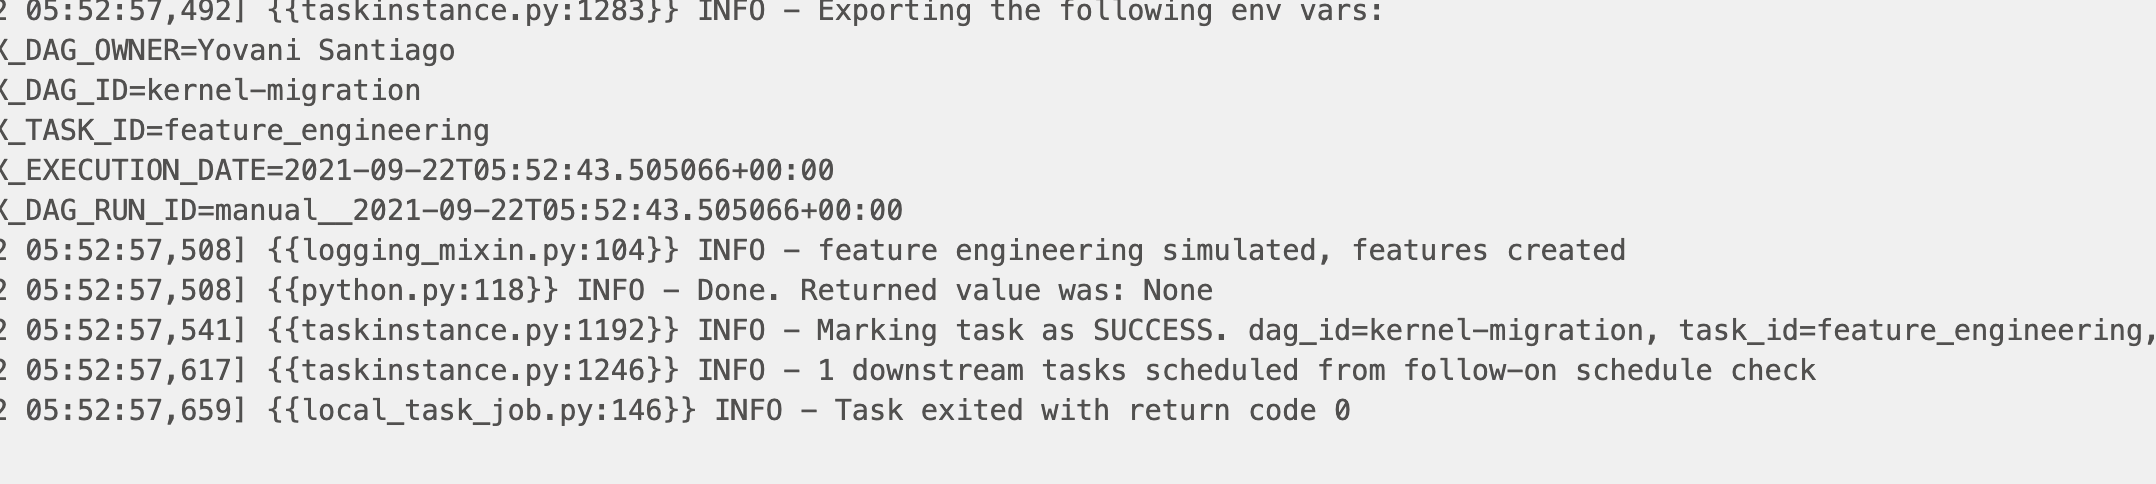 2 05:52:57,492] {{taskinstance.py:1283}} INFO - Exporting the following env vars:
X_DAG_OWNER=Yovani Santiago
X_DAG_ID=kernel-migration
X_TASK_ID=feature_engineering
X_EXECUTION_DATE=2021-09-22T05:52:43.505066+00:00
X_DAG_RUN_ID=manual__2021-09-22T05:52:43.505066+00:00
2 05:52:57,508] {{logging_mixin.py:104}} INFO - feature engineering simulated, features created
2 05:52:57,508] {{python.py:118}} INFO - Done. Returned value was: None
2 05:52:57,541] {{taskinstance.py:1192}} INFO - Marking task as SUCCESS. dag_id=kernel-migration, task_id=feature_engineering,
2 05:52:57,617] {{taskinstance.py:1246}} INFO - 1 downstream tasks scheduled from follow-on schedule check
2 05:52:57,659] {{local_task_job.py:146}} INFO - Task exited with return code 0